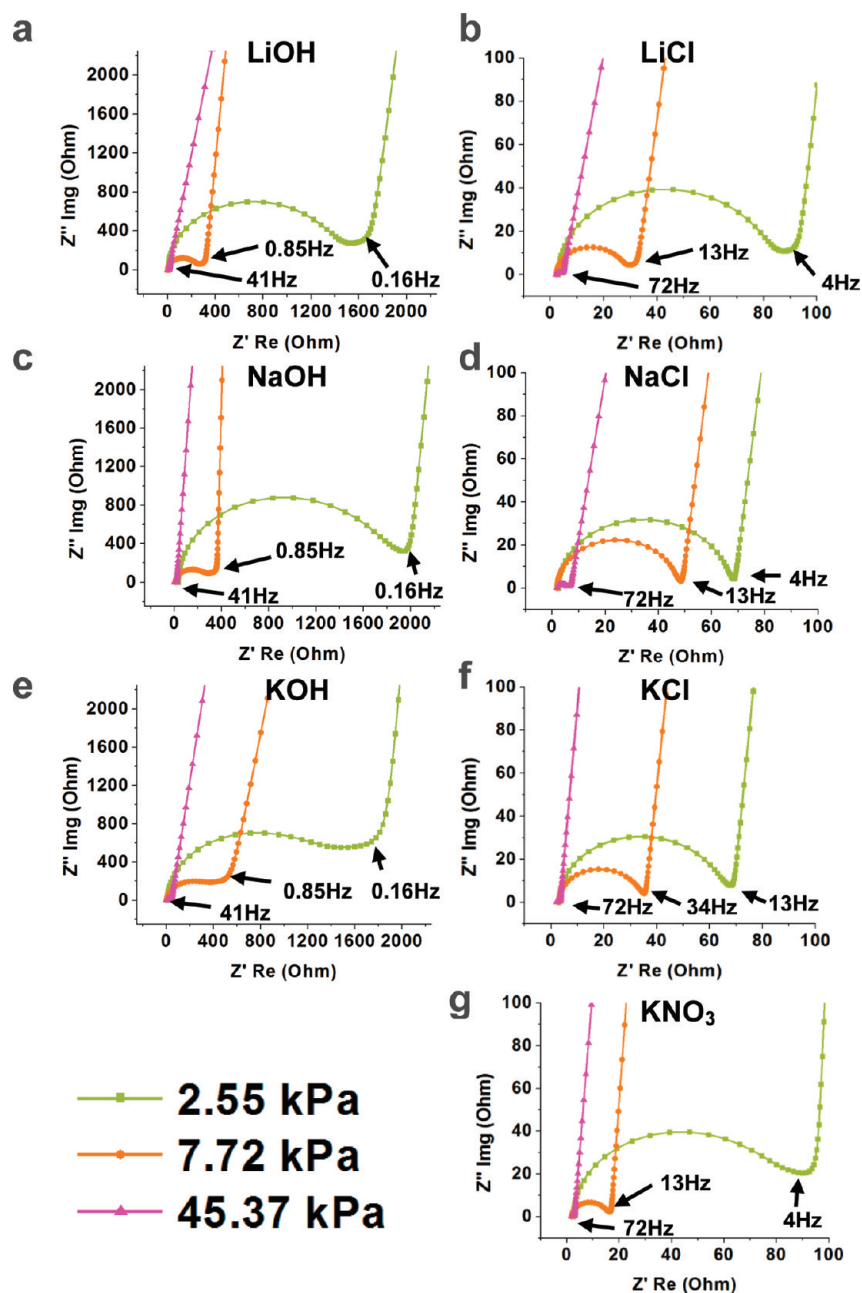 a
LiOH
Z'' Img (Ohm)
2000
1600
1200
800
400
0
0.85Hz
41Hz
0.16Hz
0 400 800 1200 1600 2000
Z' Re (Ohm)
b
LiCl
Z'' Img (Ohm)
100
80
60
40
20
0
13Hz
72Hz
4Hz
0 20 40 60 80 100
Z' Re (Ohm)
c
NaOH
Z'' Img (Ohm)
2000
1600
1200
800
400
0
0.85Hz
41Hz
0.16Hz
0 400 800 1200 1600 2000
Z' Re (Ohm)
d
NaCl
Z'' Img (Ohm)
100
80
60
40
20
0
4Hz
72Hz
13Hz
0 20 40 60 80 100
Z' Re (Ohm)
e
KOH
Z'' Img (Ohm)
2000
1600
1200
800
400
0
0.85Hz
0.16Hz
41Hz
0 400 800 1200 1600 2000
Z' Re (Ohm)
f
KCl
Z'' Img (Ohm)
100
80
60
40
20
0
72Hz
34Hz
13Hz
0 20 40 60 80 100
Z' Re (Ohm)
g
KNO₃
Z'' Img (Ohm)
100
80
60
40
20
0
13Hz
72Hz
4Hz
0 20 40 60 80 100
Z' Re (Ohm)
2.55 kPa
7.72 kPa
45.37 kPa